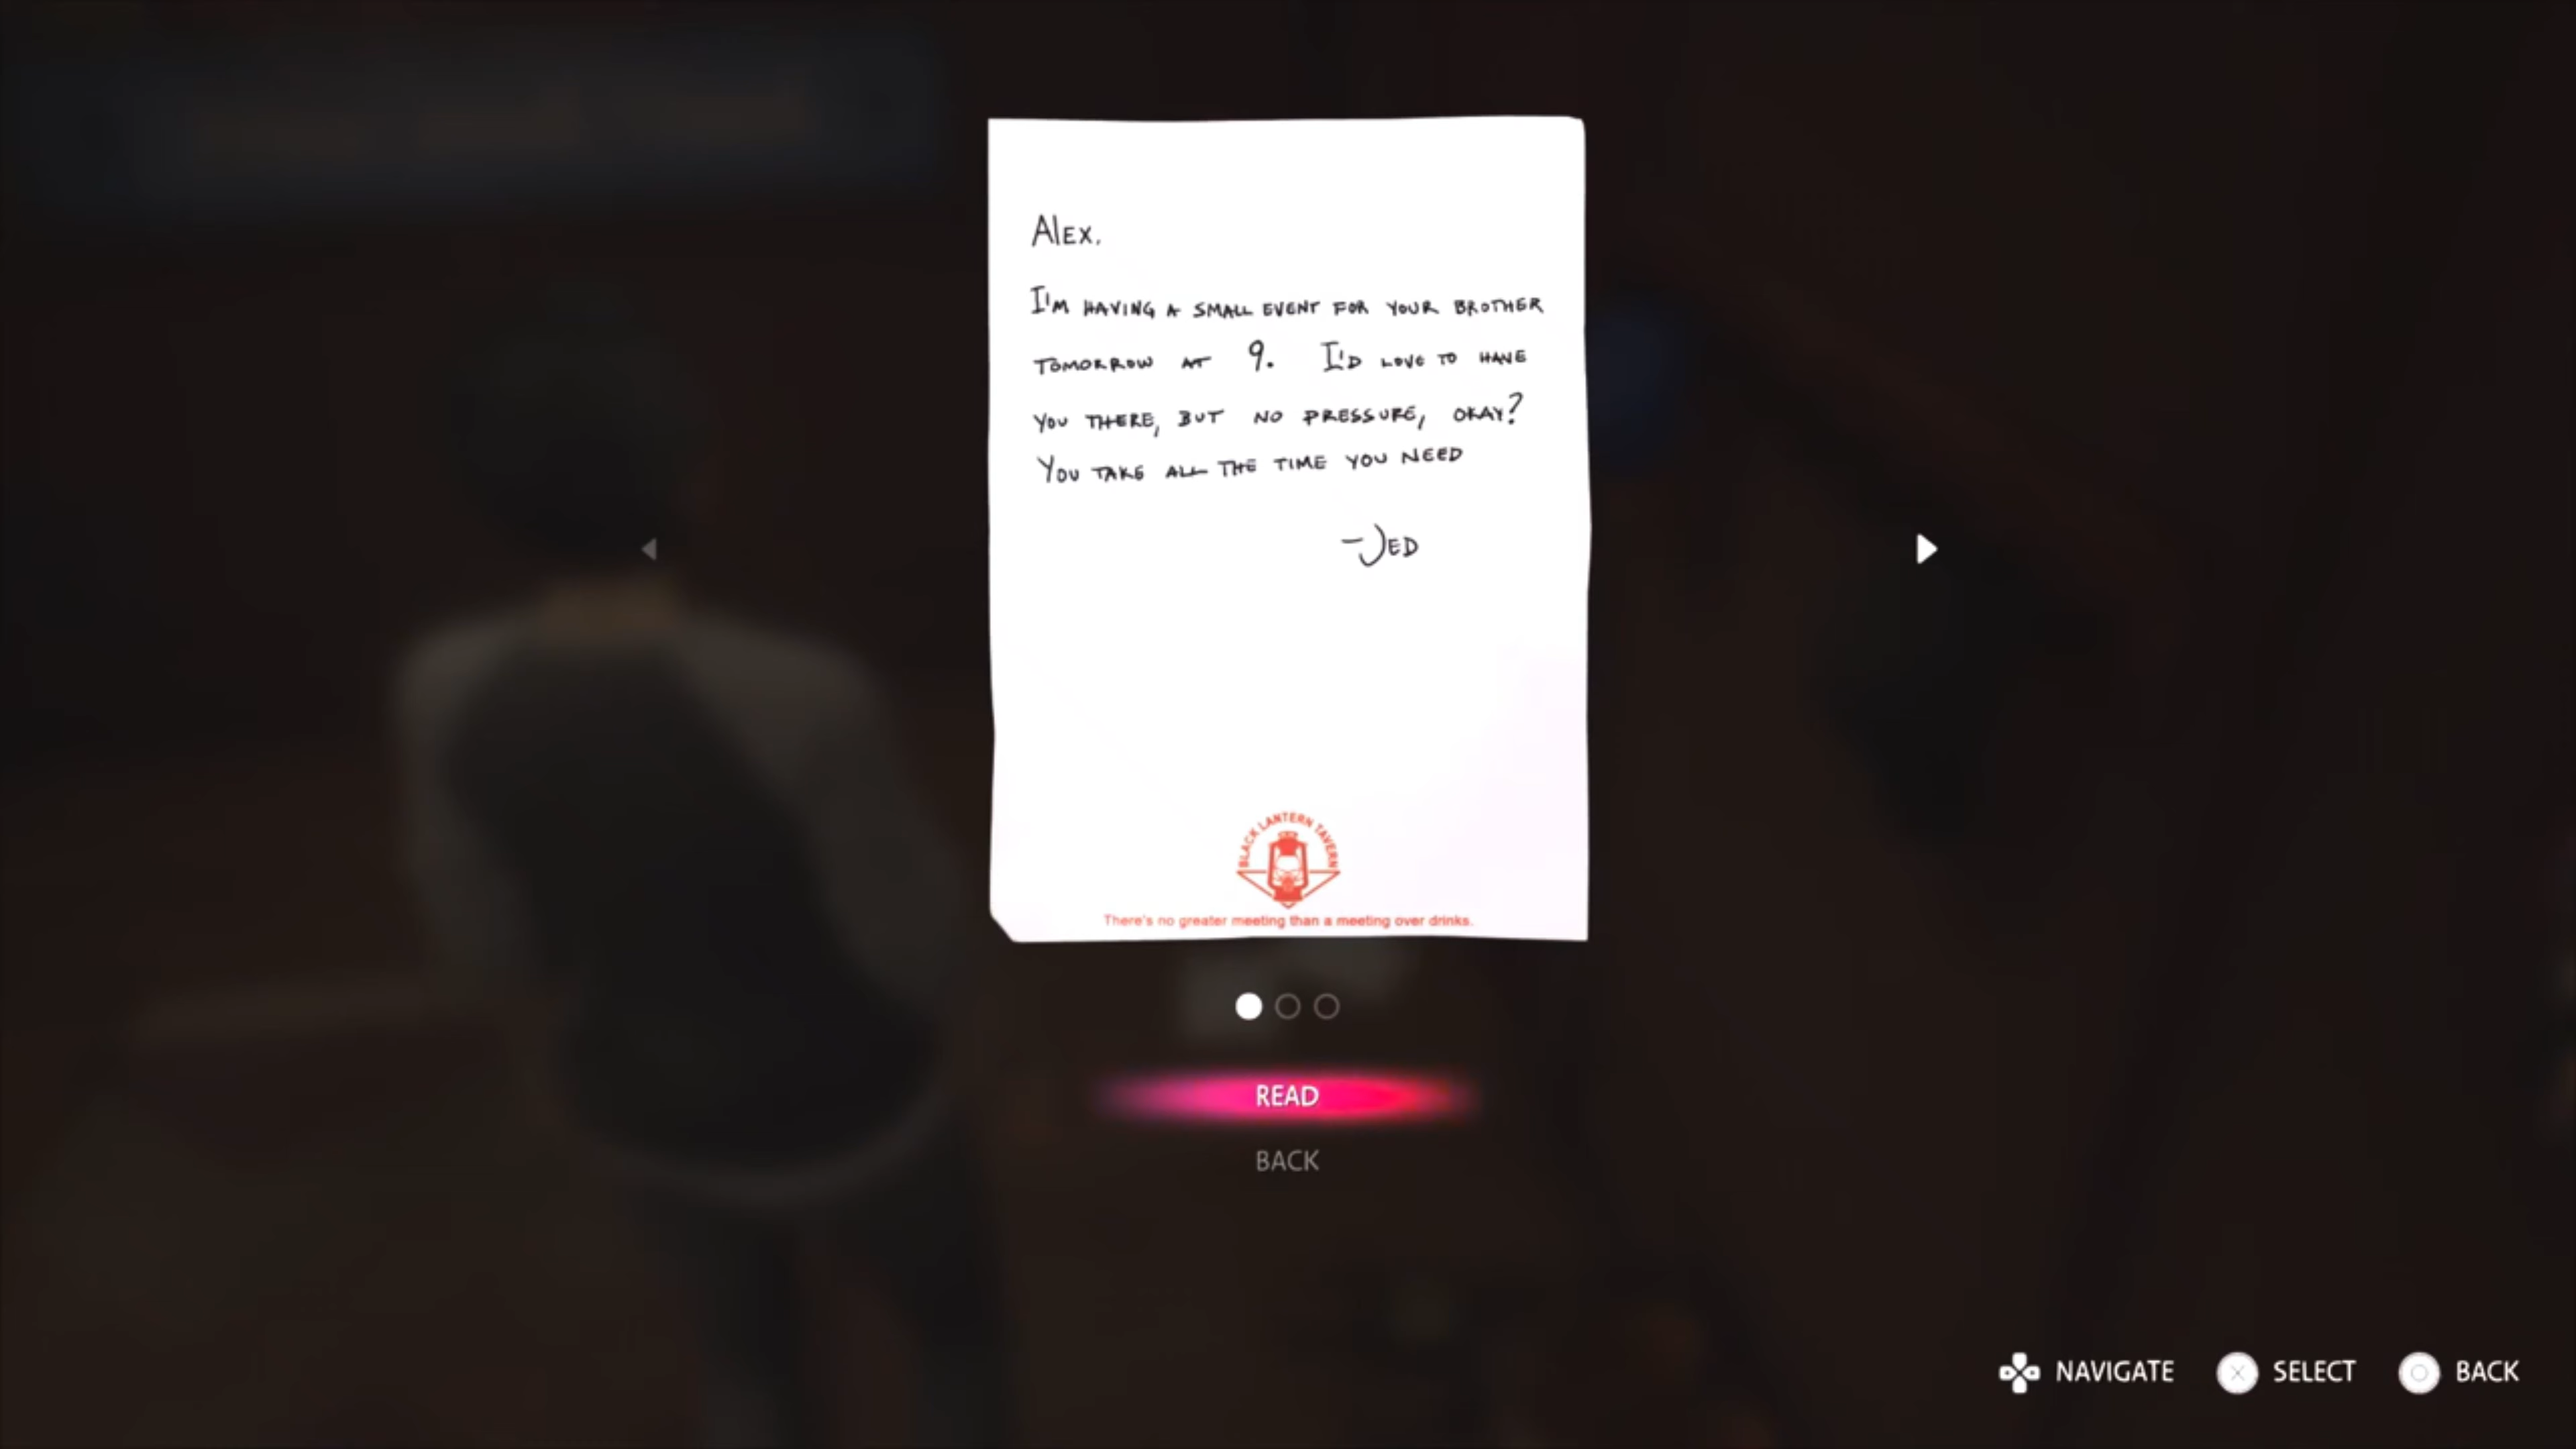 Alex,
I'm having a small event for your brother
tomorrow at 9. I'd love to have
you there, but no pressure, okay?
You take all the time you need
-Jed
BLACK LANTERN TAVERN
There's no greater meeting than a meeting over drinks.
READ
BACK
NAVIGATE SELECT BACK